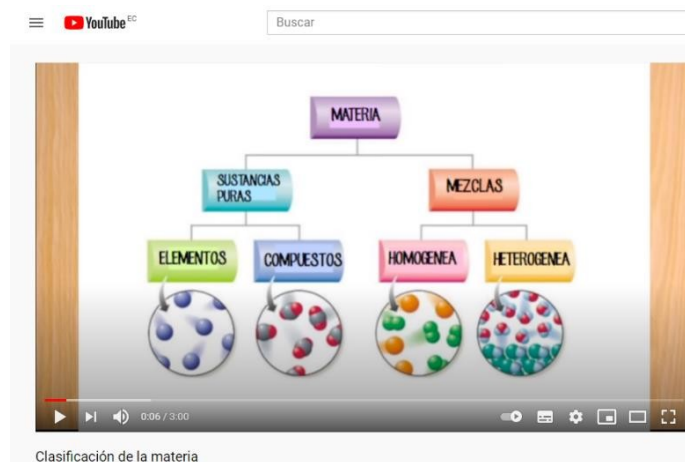 YouTube EC
Buscar
MATERIA
SUSTANCIAS
PURAS
MEZCLAS
ELEMENTOS
COMPUESTOS
HOMOGENEA
HETEROGENEA
0:06 / 3:00
Clasificación de la materia